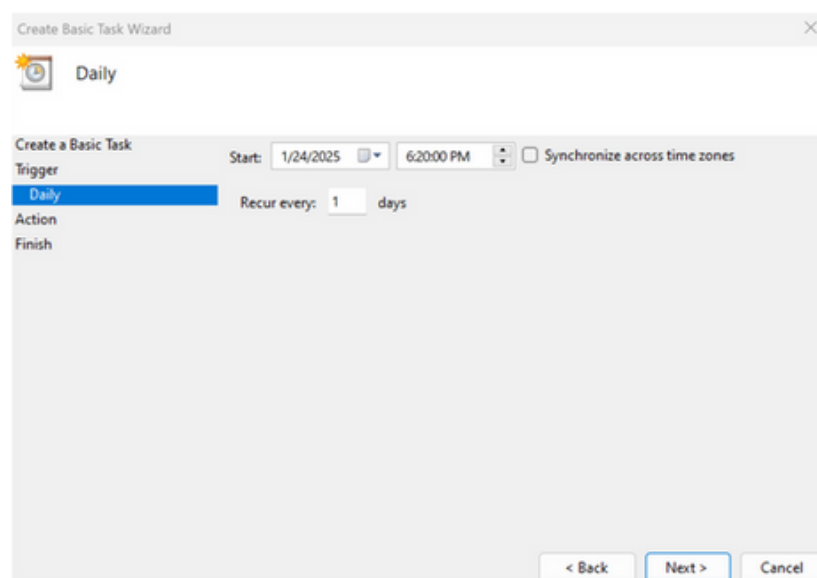 Create Basic Task Wizard
Daily
Create a Basic Task
Trigger
Daily
Action
Finish
Start: 1/24/2025 6:20:00 PM Synchronize across time zones
Recur every: 1 days
< Back Next > Cancel